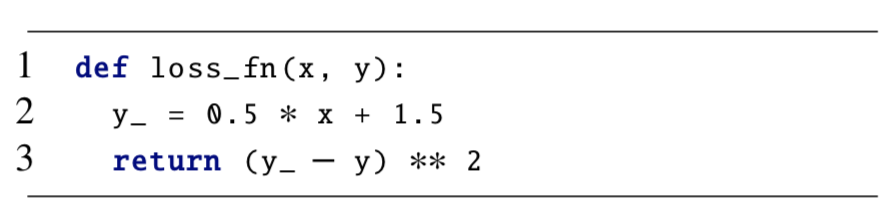 1 def loss_fn(x, y):
2 y_ = 0.5 * x + 1.5
3 return (y_ − y) ** 2